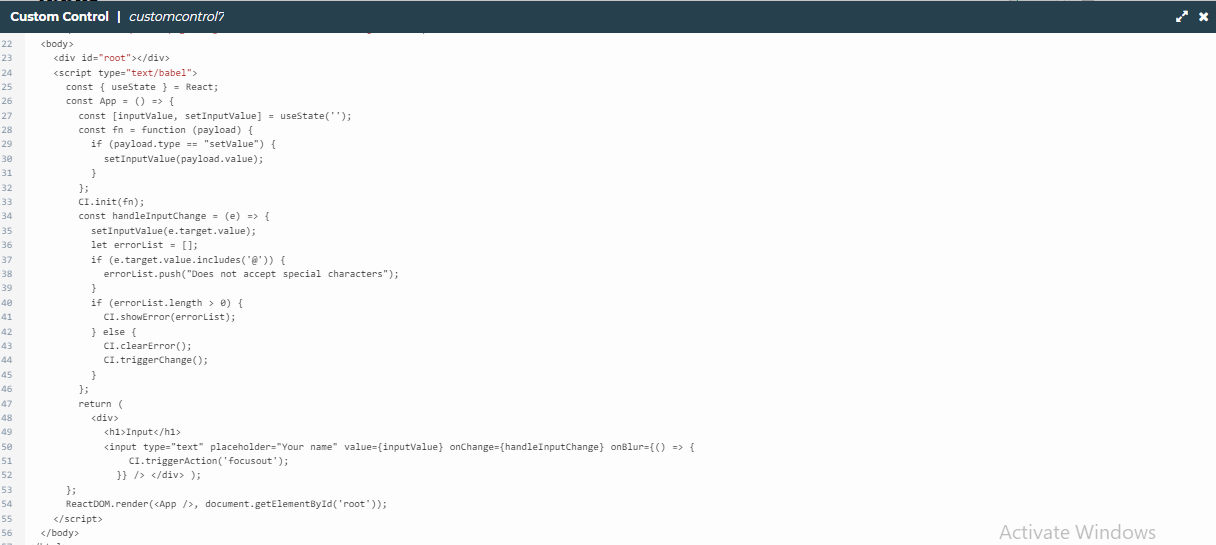 Custom Control | customcontrol7
22 <body>
23 <div id="root"></div>
24 <script type="text/babel">
25 const { useState } = React;
26 const App = () => {
27 const [inputValue, setInputValue] = useState('');
28 const fn = function (payload) {
29 if (payload.type == "setValue") {
30 setInputValue(payload.value);
31 }
32 };
33 CI.init(fn);
34 const handleInputChange = (e) => {
35 setInputValue(e.target.value);
36 let errorList = [];
37 if (e.target.value.includes('@')) {
38 errorList.push("Does not accept special characters");
39 }
40 if (errorList.length > 0) {
41 CI.showError(errorList);
42 } else {
43 CI.clearError();
44 CI.triggerChange();
45 }
46 };
47 return (
48 <div>
49 <h1>Input</h1>
50 <input type="text" placeholder="Your name" value={inputValue} onChange={handleInputChange} onBlur={() => {
51 CI.triggerAction('focusout');
52 }} /> </div> );
53 };
54 ReactDOM.render(<App />, document.getElementById('root'));
55 </script>
56 </body>
Activate Windows